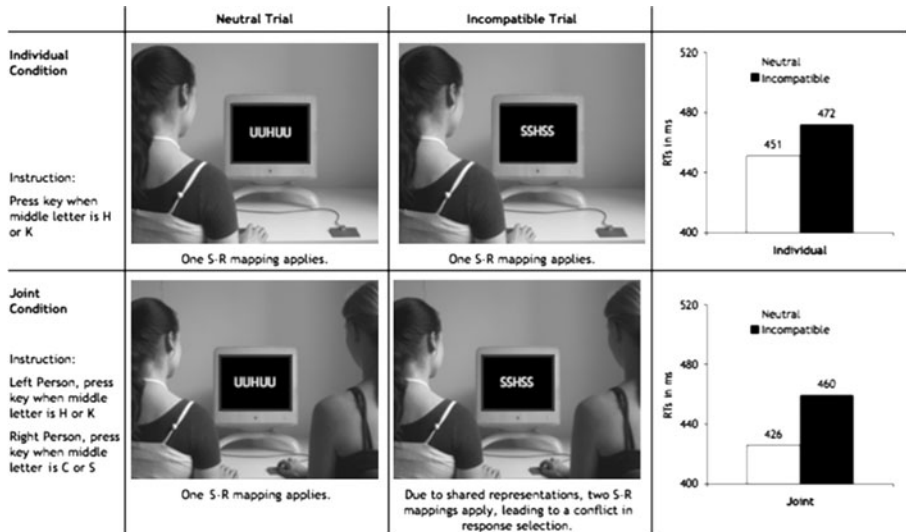 Neutral Trial
Incompatible Trial
Individual
Condition
Instruction:
Press key when
middle letter is H
or K
UUHUU
One S-R mapping applies.
SSHSS
One S-R mapping applies.
520
480
440
400
RTs in ms
Neutral
Incompatible
451
472
Individual
Joint
Condition
Instruction:
Left Person, press
key when middle
letter is H or K
Right Person, press
key when middle
letter is C or S
UUHUU
One S-R mapping applies.
SSHSS
Due to shared representations, two S-R
mappings apply, leading to a conflict in
response selection.
520
480
440
400
RTs in ms
Neutral
Incompatible
426
460
Joint